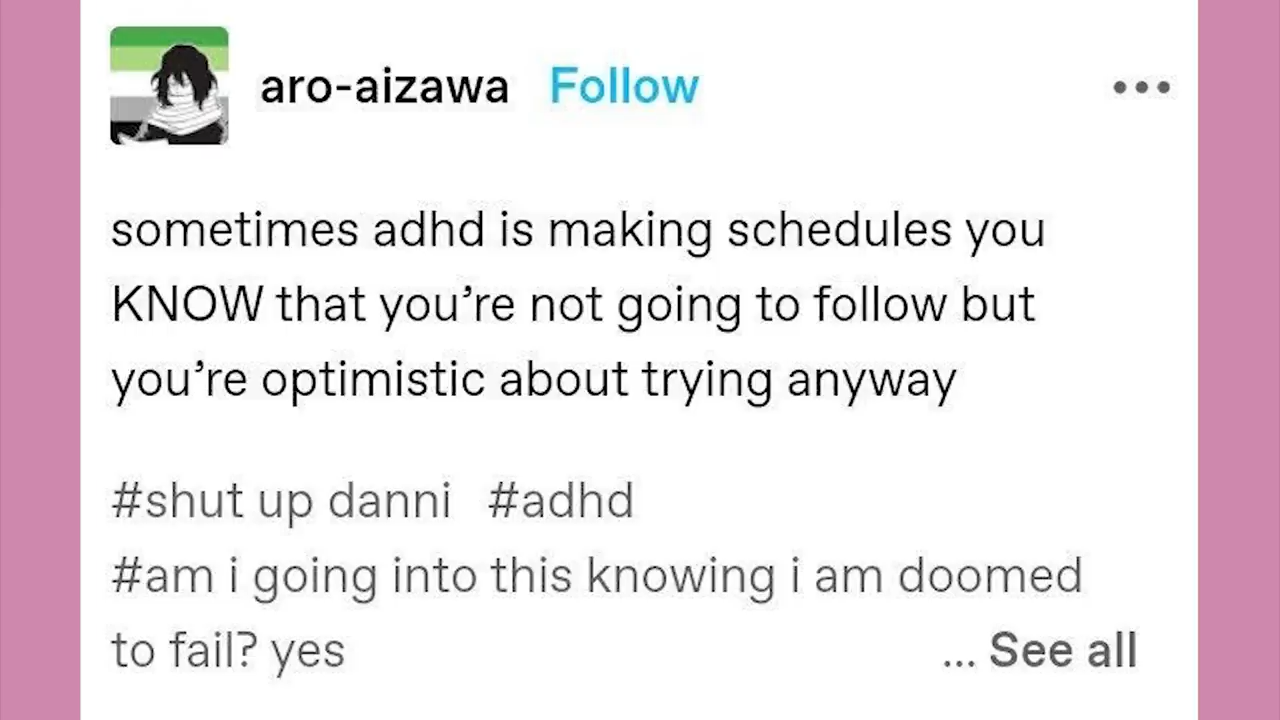 aro-aizawa Follow
sometimes adhd is making schedules you
KNOW that you’re not going to follow but
you’re optimistic about trying anyway
#shut up danni #adhd
#am i going into this knowing i am doomed
to fail? yes ... See all